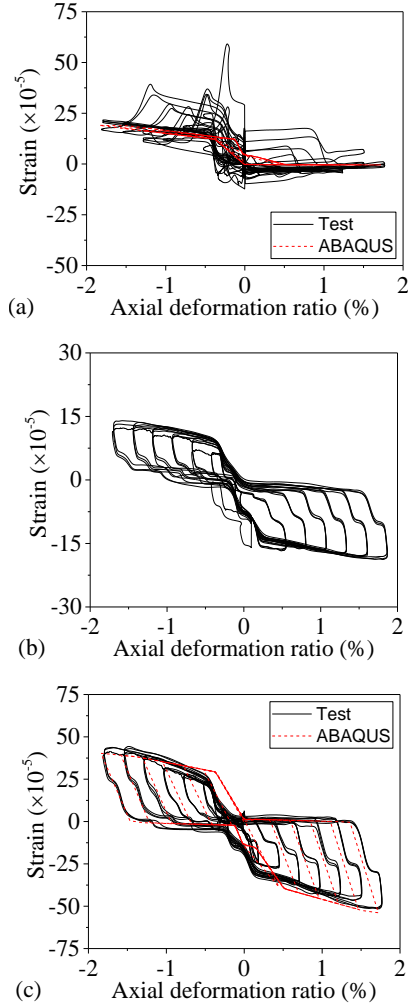 75
50
25
0
-25
-50
Strain (×10⁻⁵)
Test
ABAQUS
-2 -1 0 1 2
(a) Axial deformation ratio (%)
30
15
0
-15
-30
Strain (×10⁻⁵)
-2 -1 0 1 2
(b) Axial deformation ratio (%)
75
50
25
0
-25
-50
-75
Strain (×10⁻⁵)
Test
ABAQUS
-2 -1 0 1 2
(c) Axial deformation ratio (%)